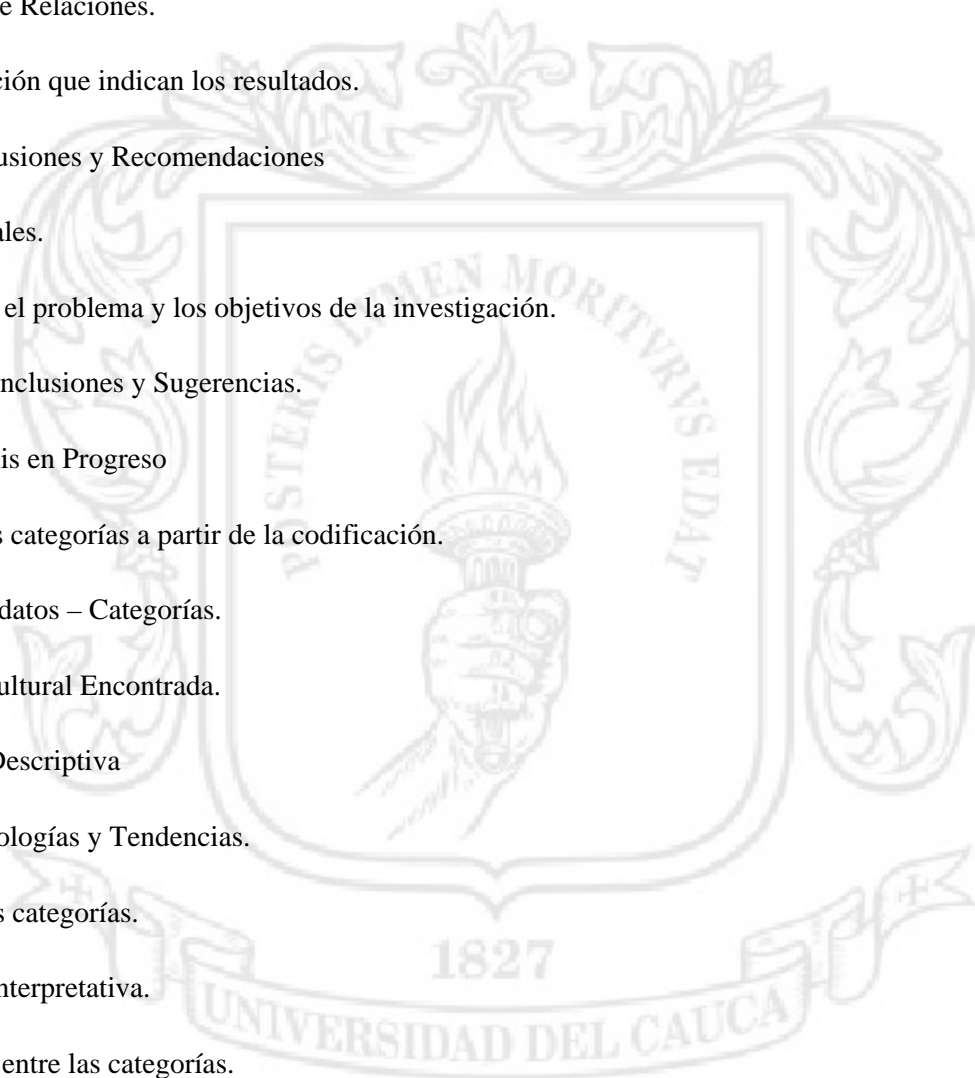 e Relaciones.
ción que indican los resultados.
usiones y Recomendaciones
ales.
el problema y los objetivos de la investigación.
nclusiones y Sugerencias.
is en Progreso
s categorías a partir de la codificación.
datos – Categorías.
ultural Encontrada.
Descriptiva
ologías y Tendencias.
s categorías.
nterpretativa.
entre las categorías.
POSTERIS LVMEN MORITVRVS EDAT
1827
UNIVERSIDAD DEL CAUCA